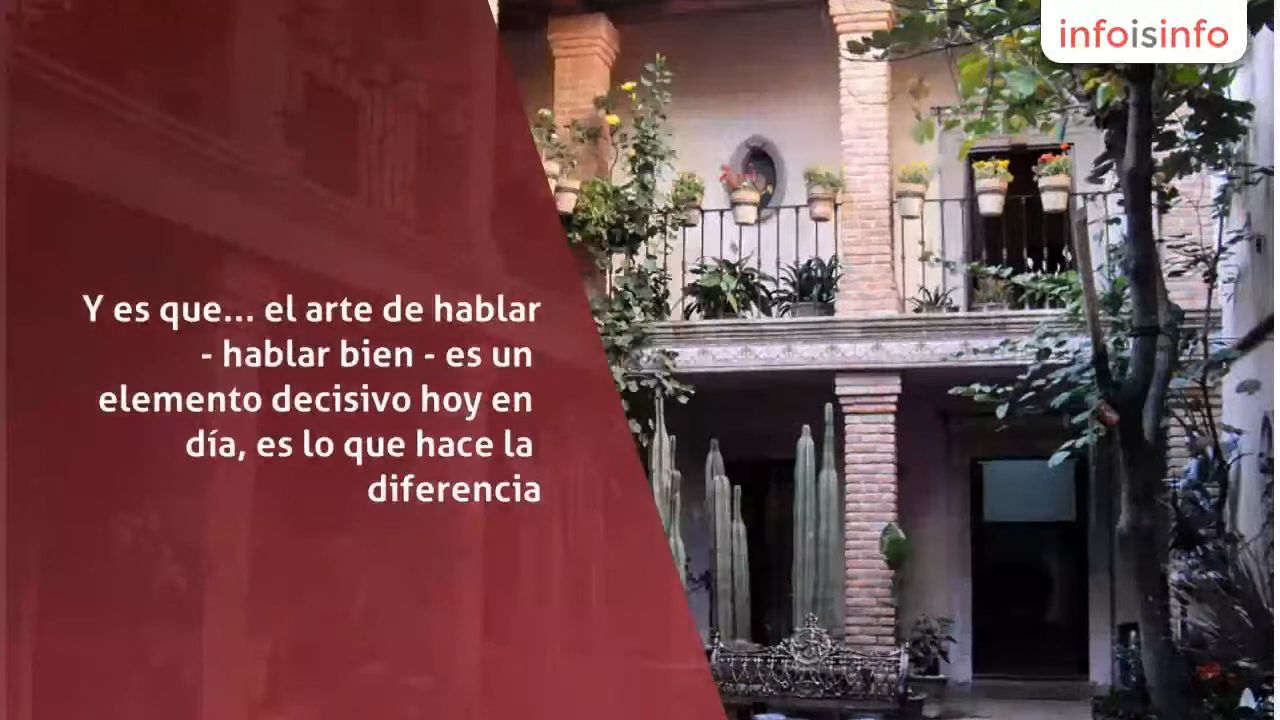 infoisinfo
Y es que... el arte de hablar
- hablar bien - es un
elemento decisivo hoy en
día, es lo que hace la
diferencia